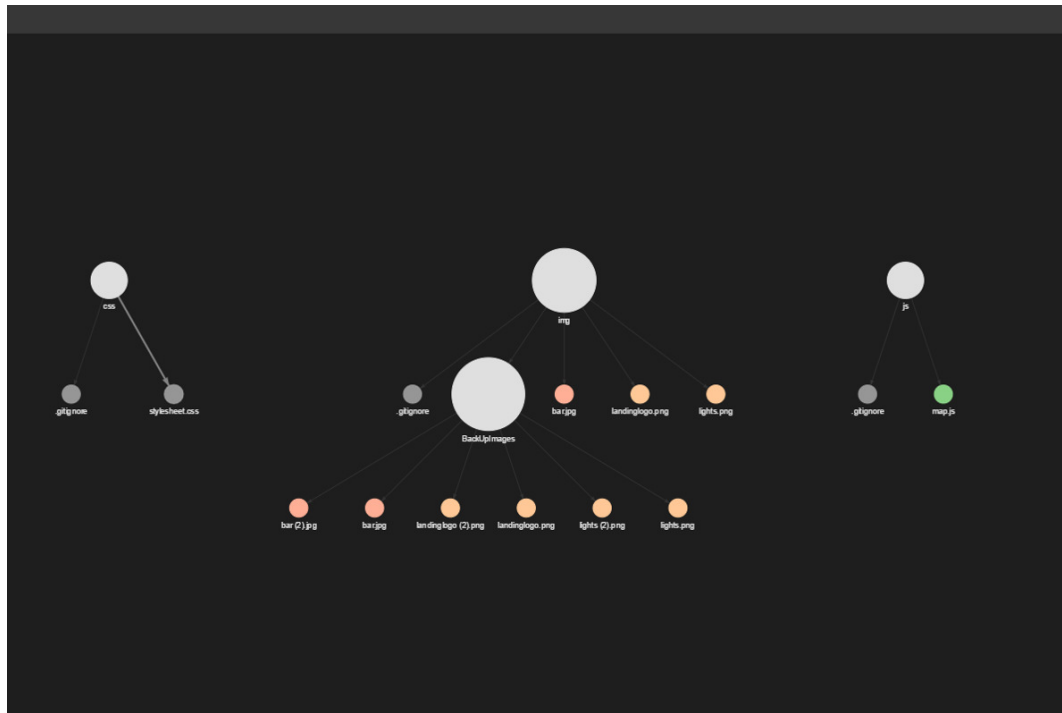 css
img
js
.gitignore
stylesheet.css
.gitignore
BackUpImages
bar.jpg
landinglogo.png
lights.png
.gitignore
map.js
bar (2).jpg
bar.jpg
landinglogo (2).png
landinglogo.png
lights (2).png
lights.png